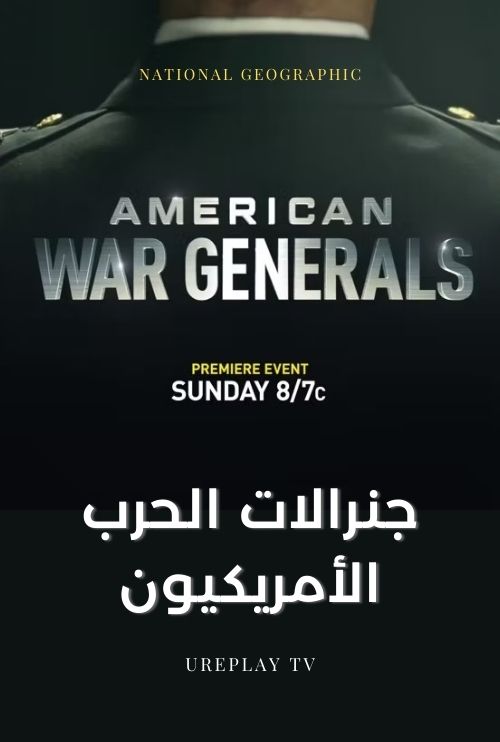 NATIONAL GEOGRAPHIC
AMERICAN
WAR GENERALS
PREMIERE EVENT
SUNDAY 8/7c
جنرالات الحرب
الأمريكيون
UREPLAY TV